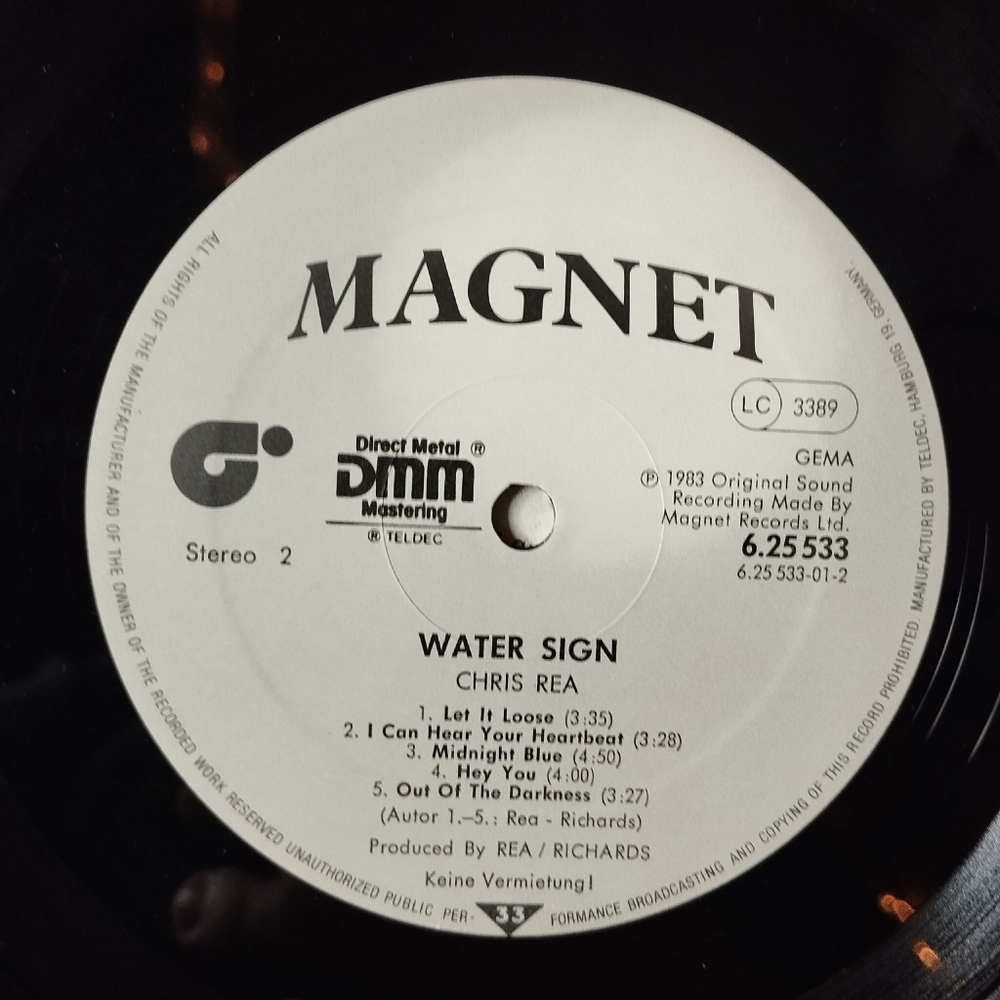 MAGNET
LC 3389
Direct Metal ®
DMM
Mastering
® TELDEC
Stereo 2
GEMA
℗ 1983 Original Sound
Recording Made By
Magnet Records Ltd.
6.25 533
6.25 533-01-2
WATER SIGN
CHRIS REA
1. Let It Loose (3:35)
2. I Can Hear Your Heartbeat (3:28)
3. Midnight Blue (4:50)
4. Hey You (4:00)
5. Out Of The Darkness (3:27)
(Autor 1.–5.: Rea - Richards)
Produced By REA / RICHARDS
Keine Vermietung!
33
ALL RIGHTS OF THE MANUFACTURER AND OF THE OWNER OF THE RECORDED WORK RESERVED UNAUTHORIZED PUBLIC PER- FORMANCE BROADCASTING AND COPYING OF THIS RECORD PROHIBITED. MANUFACTURED BY TELDEC, HAMBURG 19, GERMANY.